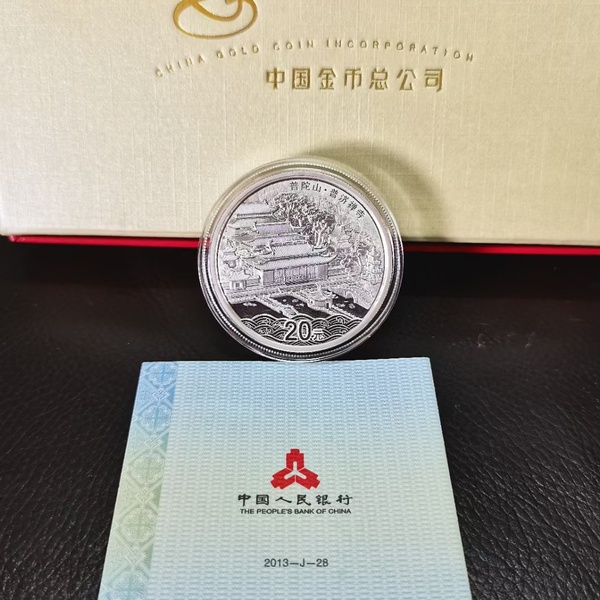 CHINA GOLD COIN INCORPORATION
中国金币总公司
普陀山·普济禅寺
20元
中国人民银行
THE PEOPLE'S BANK OF CHINA
2013—J—28